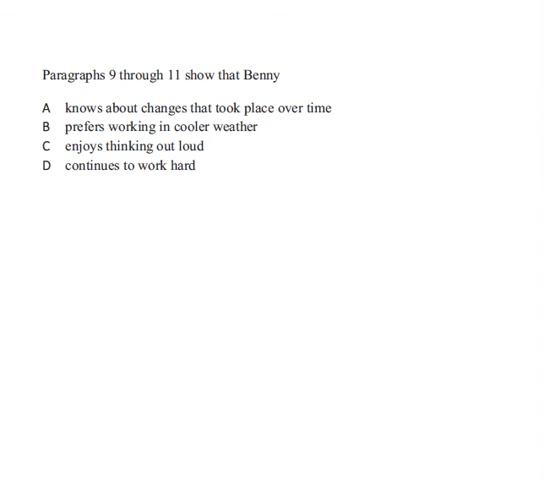 Paragraphs 9 through 11 show that Benny
A knows about changes that took place over time
B prefers working in cooler weather
C enjoys thinking out loud
D continues to work hard